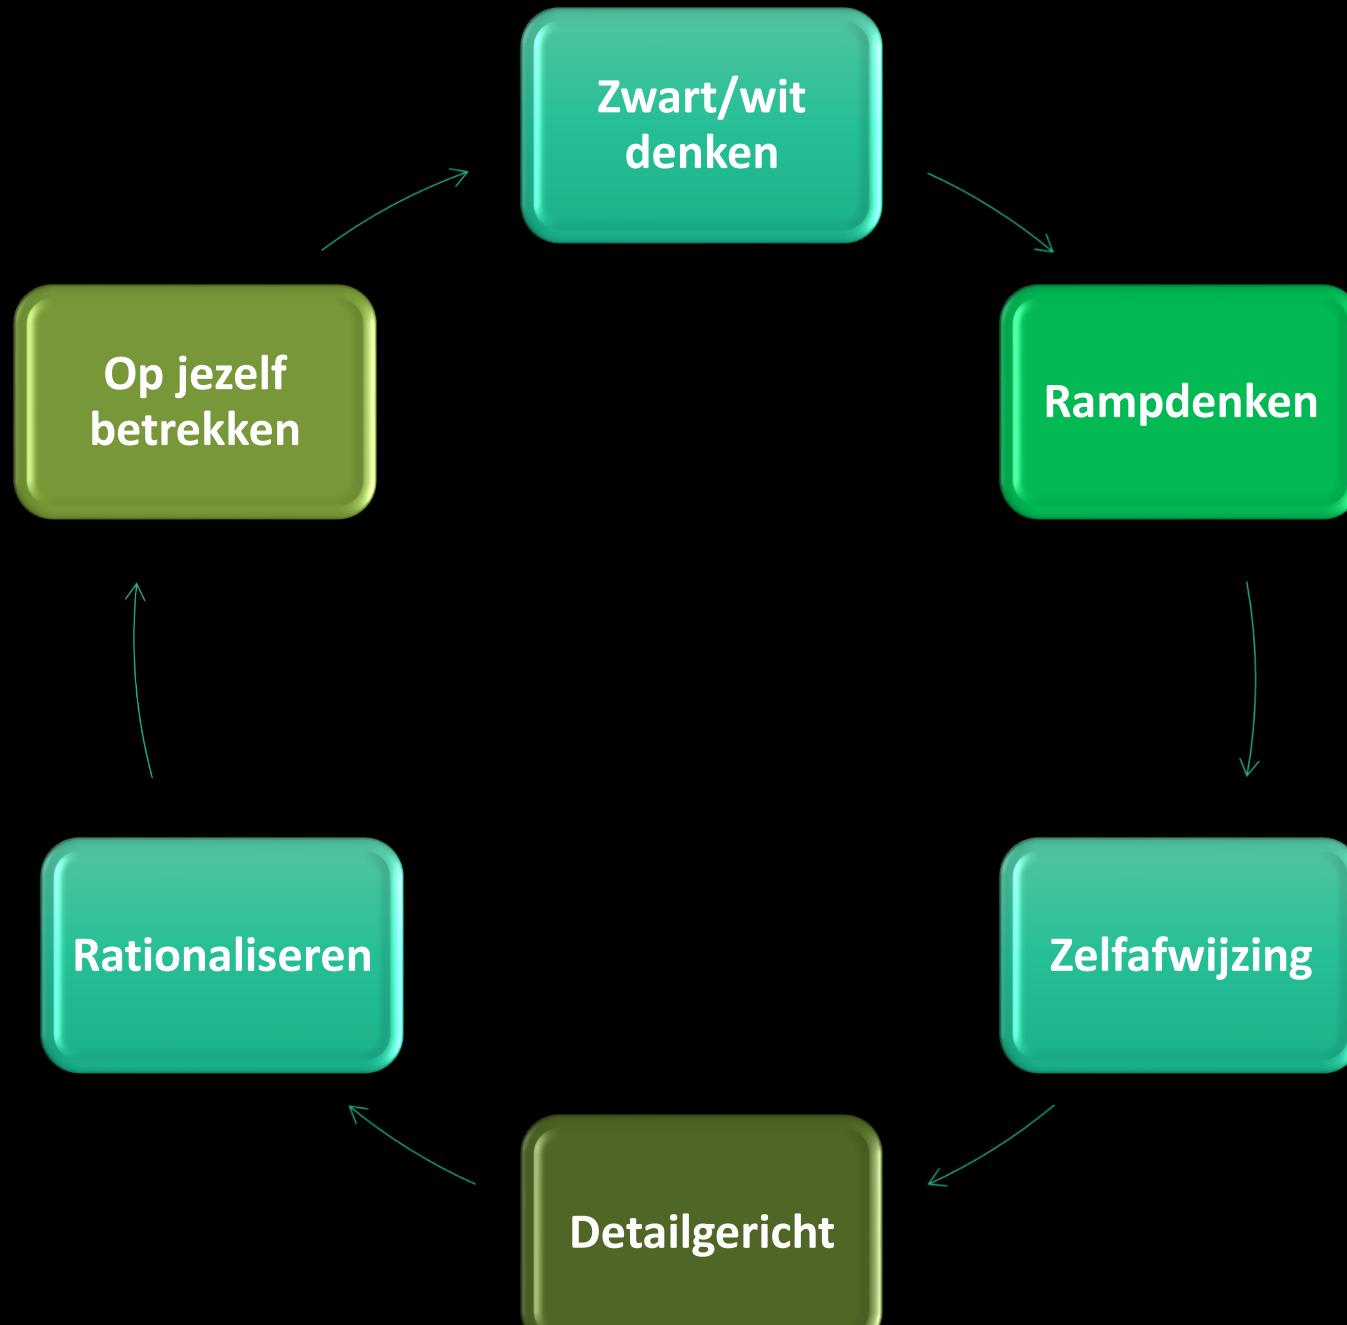 Zwart/wit
denken
Rampdenken
Zelfafwijzing
Detailgericht
Rationaliseren
Op jezelf
betrekken